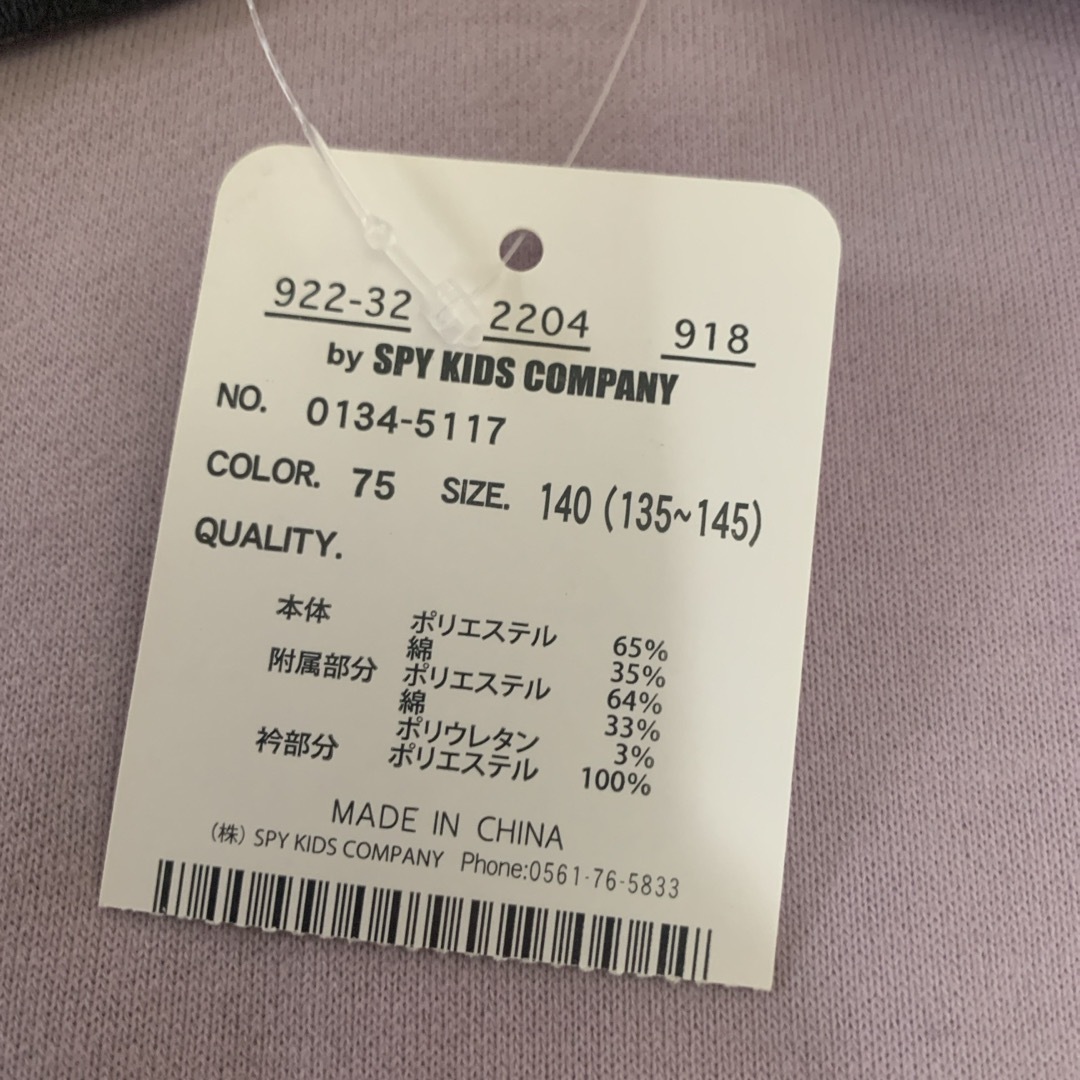 922-32 2204 918
by SPY KIDS COMPANY
NO. 0134-5117
COLOR. 75 SIZE. 140 (135~145)
QUALITY.
本体 ポリエステル 65%
綿 35%
附属部分 ポリエステル 64%
綿 33%
ポリウレタン 3%
衿部分 ポリエステル 100%
MADE IN CHINA
(株) SPY KIDS COMPANY Phone:0561-76-5833